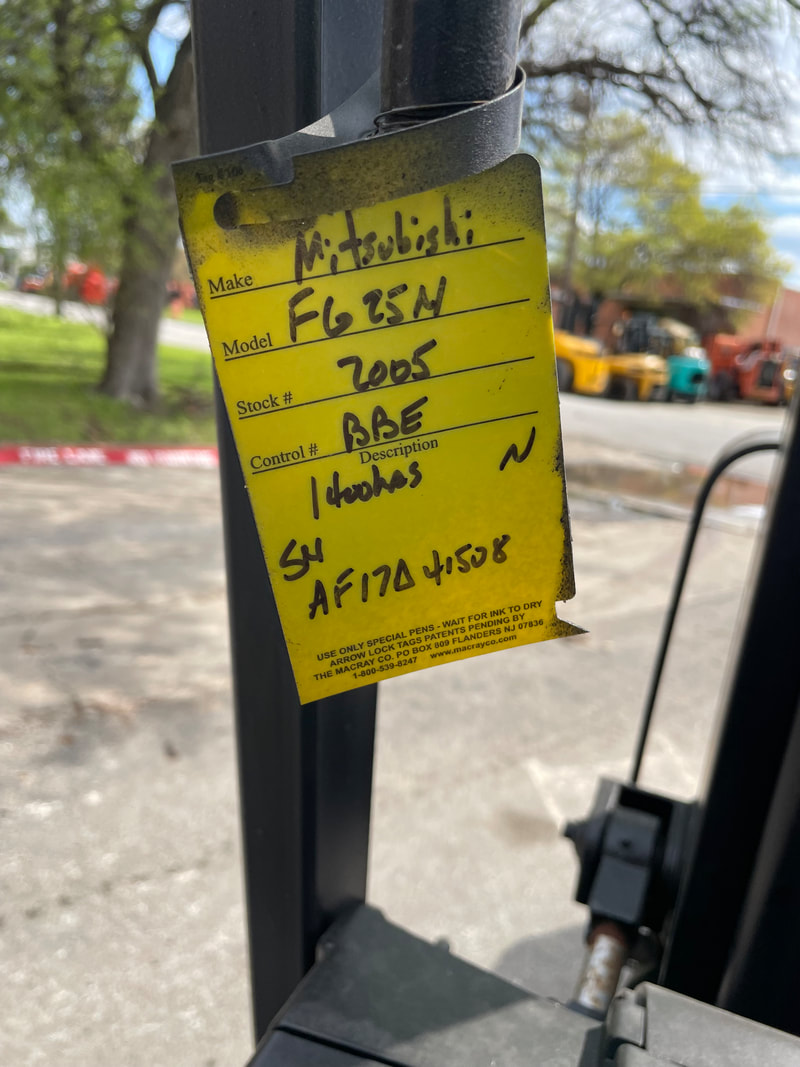 Make Mitsubishi
Model FG25N
Stock # 2005
Control # BBE
Description
1400hrs N
SN
AF17D41508
USE ONLY SPECIAL PENS - WAIT FOR INK TO DRY
ARROW LOCK TAGS PATENTS PENDING BY
THE MACRAY CO. PO BOX 809 FLANDERS NJ 07836
1-800-539-8247 www.macrayco.com